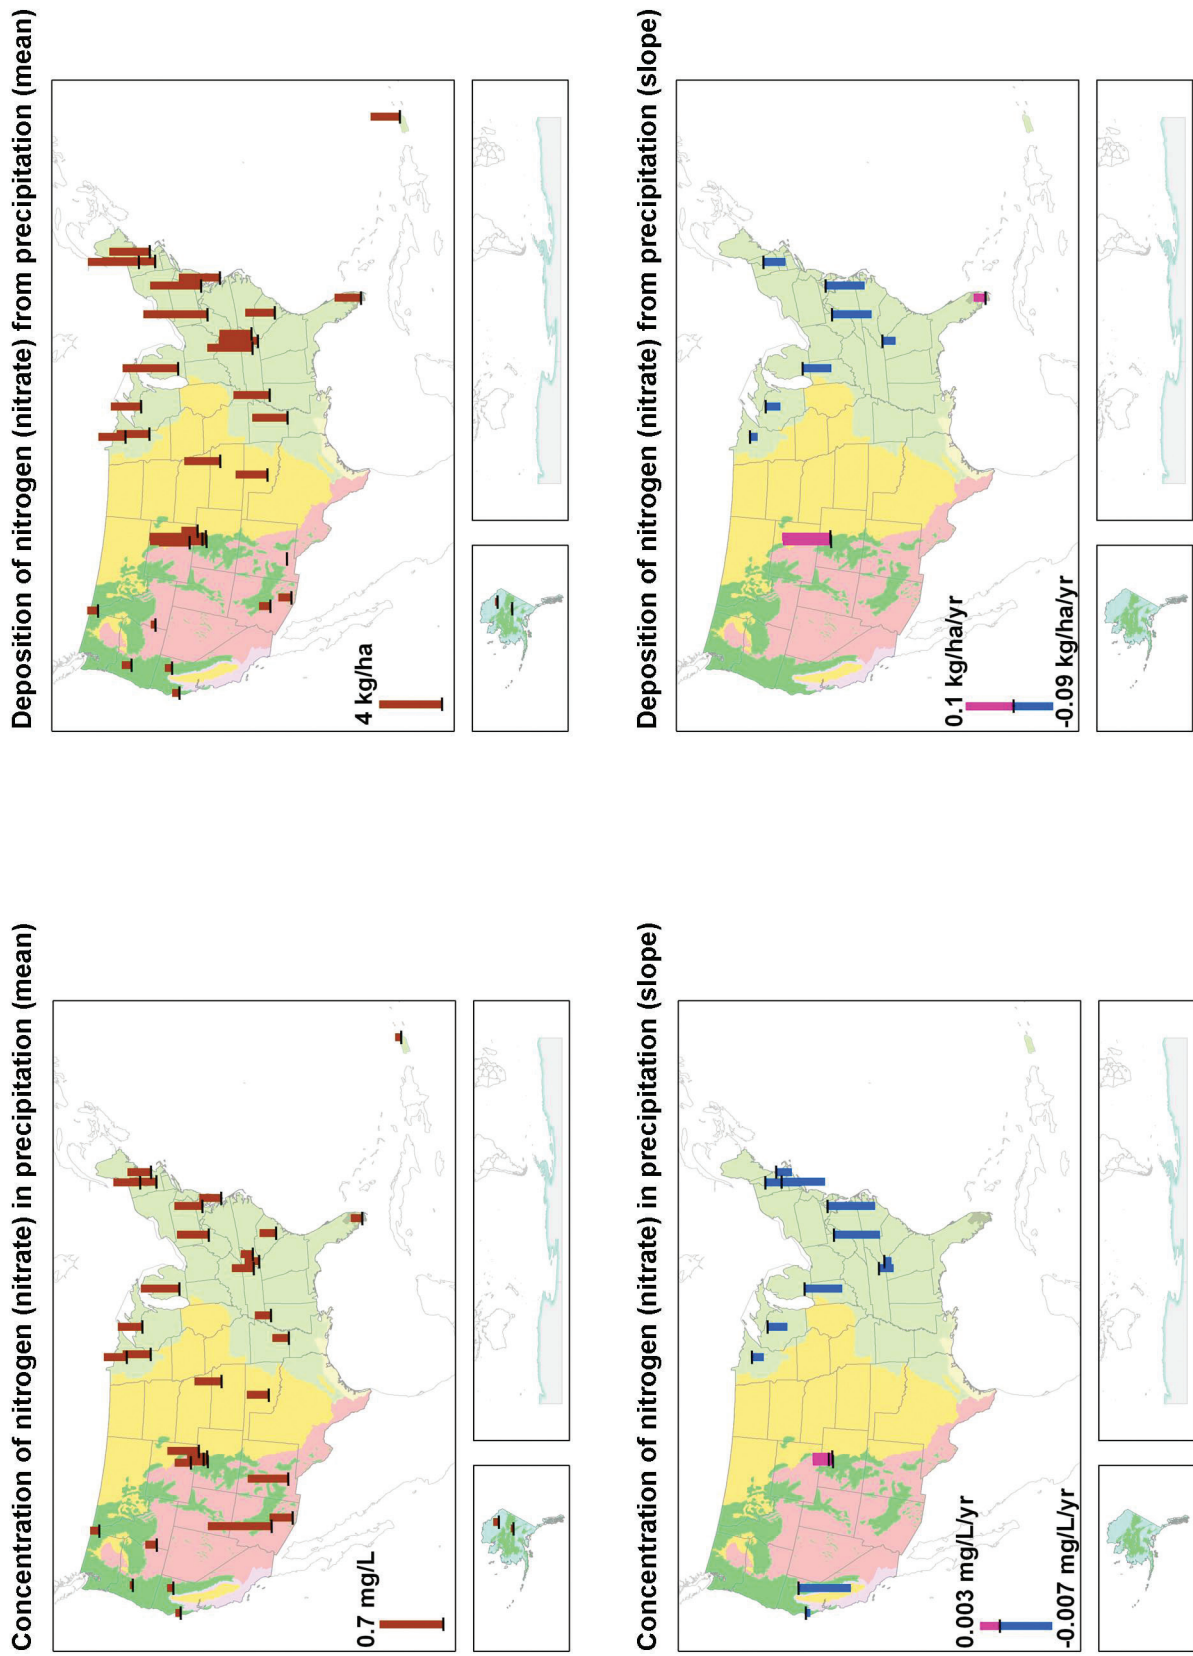 Concentration of nitrogen (nitrate) in precipitation (mean)
0.7 mg/L
Deposition of nitrogen (nitrate) from precipitation (mean)
4 kg/ha
Concentration of nitrogen (nitrate) in precipitation (slope)
0.003 mg/L/yr
-0.007 mg/L/yr
Deposition of nitrogen (nitrate) from precipitation (slope)
0.1 kg/ha/yr
-0.09 kg/ha/yr